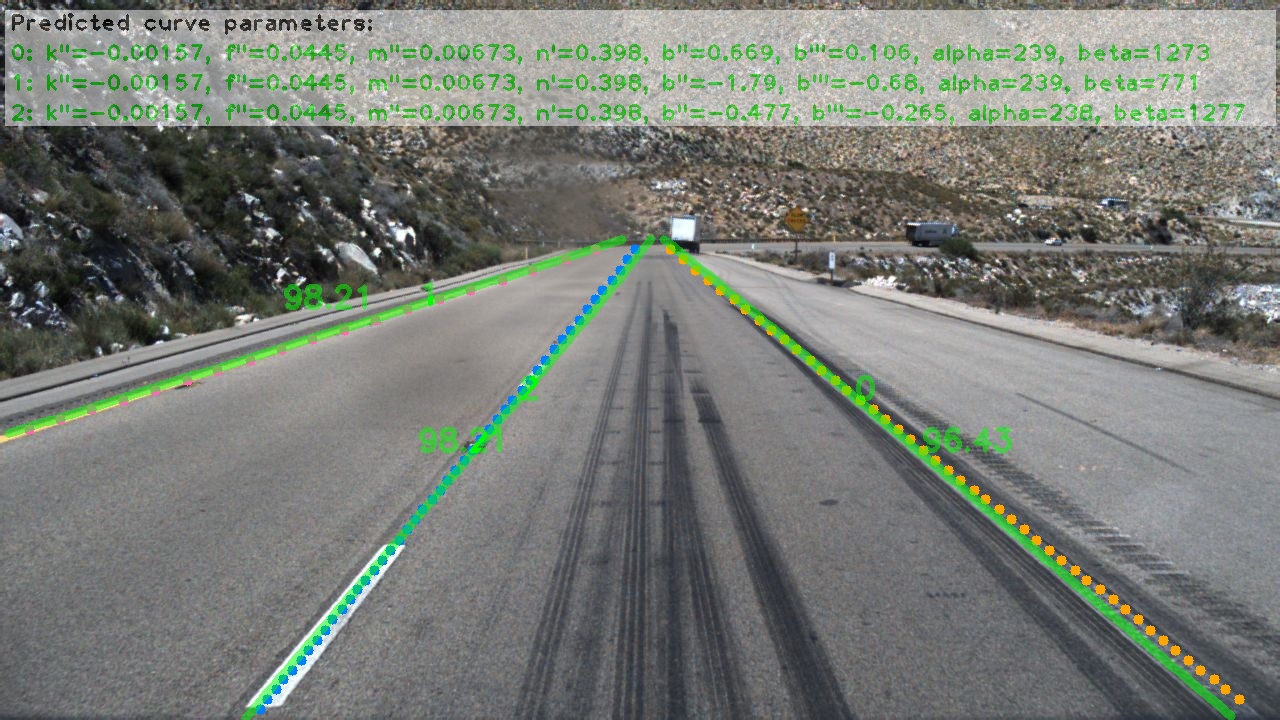 Predicted curve parameters:
0: k"=-0.00157, f"=0.0445, m"=0.00673, n'=0.398, b"=0.669, b'"=0.106, alpha=239, beta=1273
1: k"=-0.00157, f"=0.0445, m"=0.00673, n'=0.398, b"=-1.79, b'"=-0.68, alpha=239, beta=771
2: k"=-0.00157, f"=0.0445, m"=0.00673, n'=0.398, b"=-0.477, b'"=-0.265, alpha=238, beta=1277
98.21 1
2 0
98.21 96.43